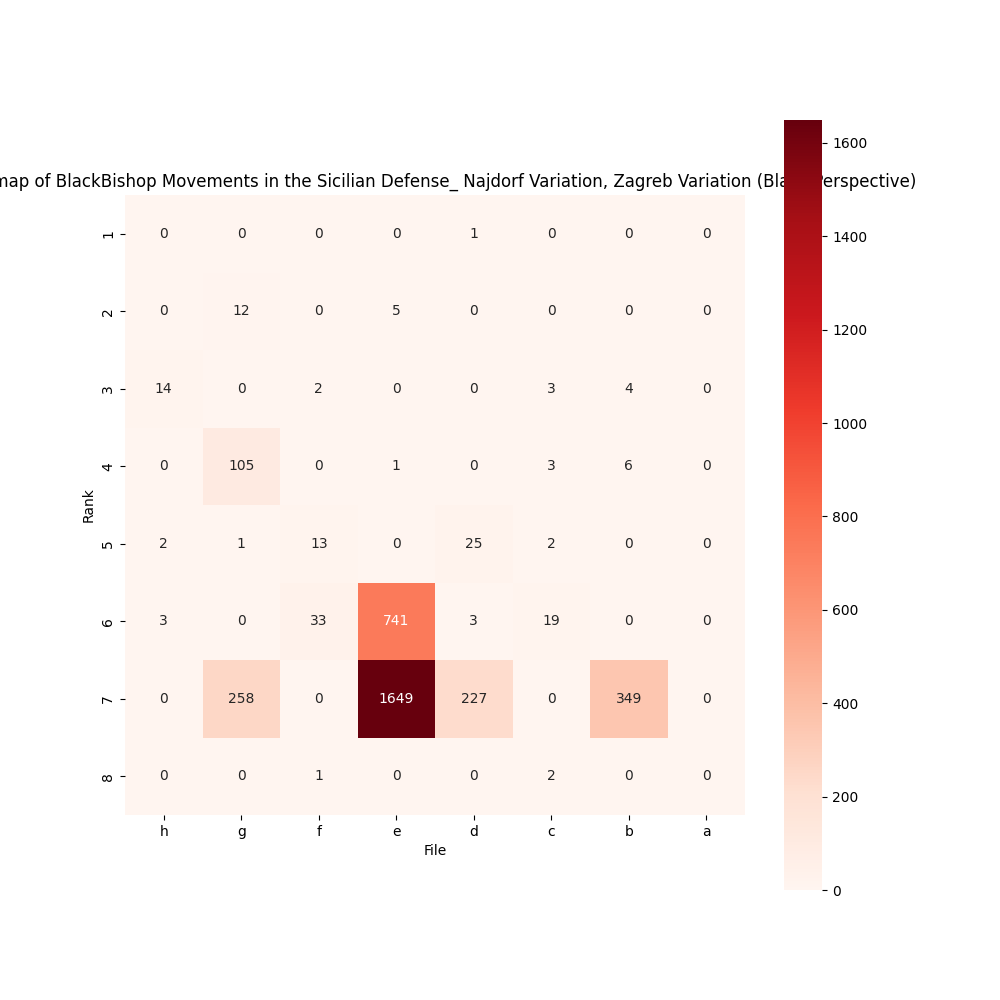 map of BlackBishop Movements in the Sicilian Defense_ Najdorf Variation, Zagreb Variation (Bla erspective)
1 0 0 0 0 1 0 0 0
2 0 12 0 5 0 0 0 0
3 14 0 2 0 0 3 4 0
4 0 105 0 1 0 3 6 0
5 2 1 13 0 25 2 0 0
6 3 0 33 741 3 19 0 0
7 0 258 0 1649 227 0 349 0
8 0 0 1 0 0 2 0 0
h g f e d c b a
File
Rank
1600
1400
1200
1000
800
600
400
200
0